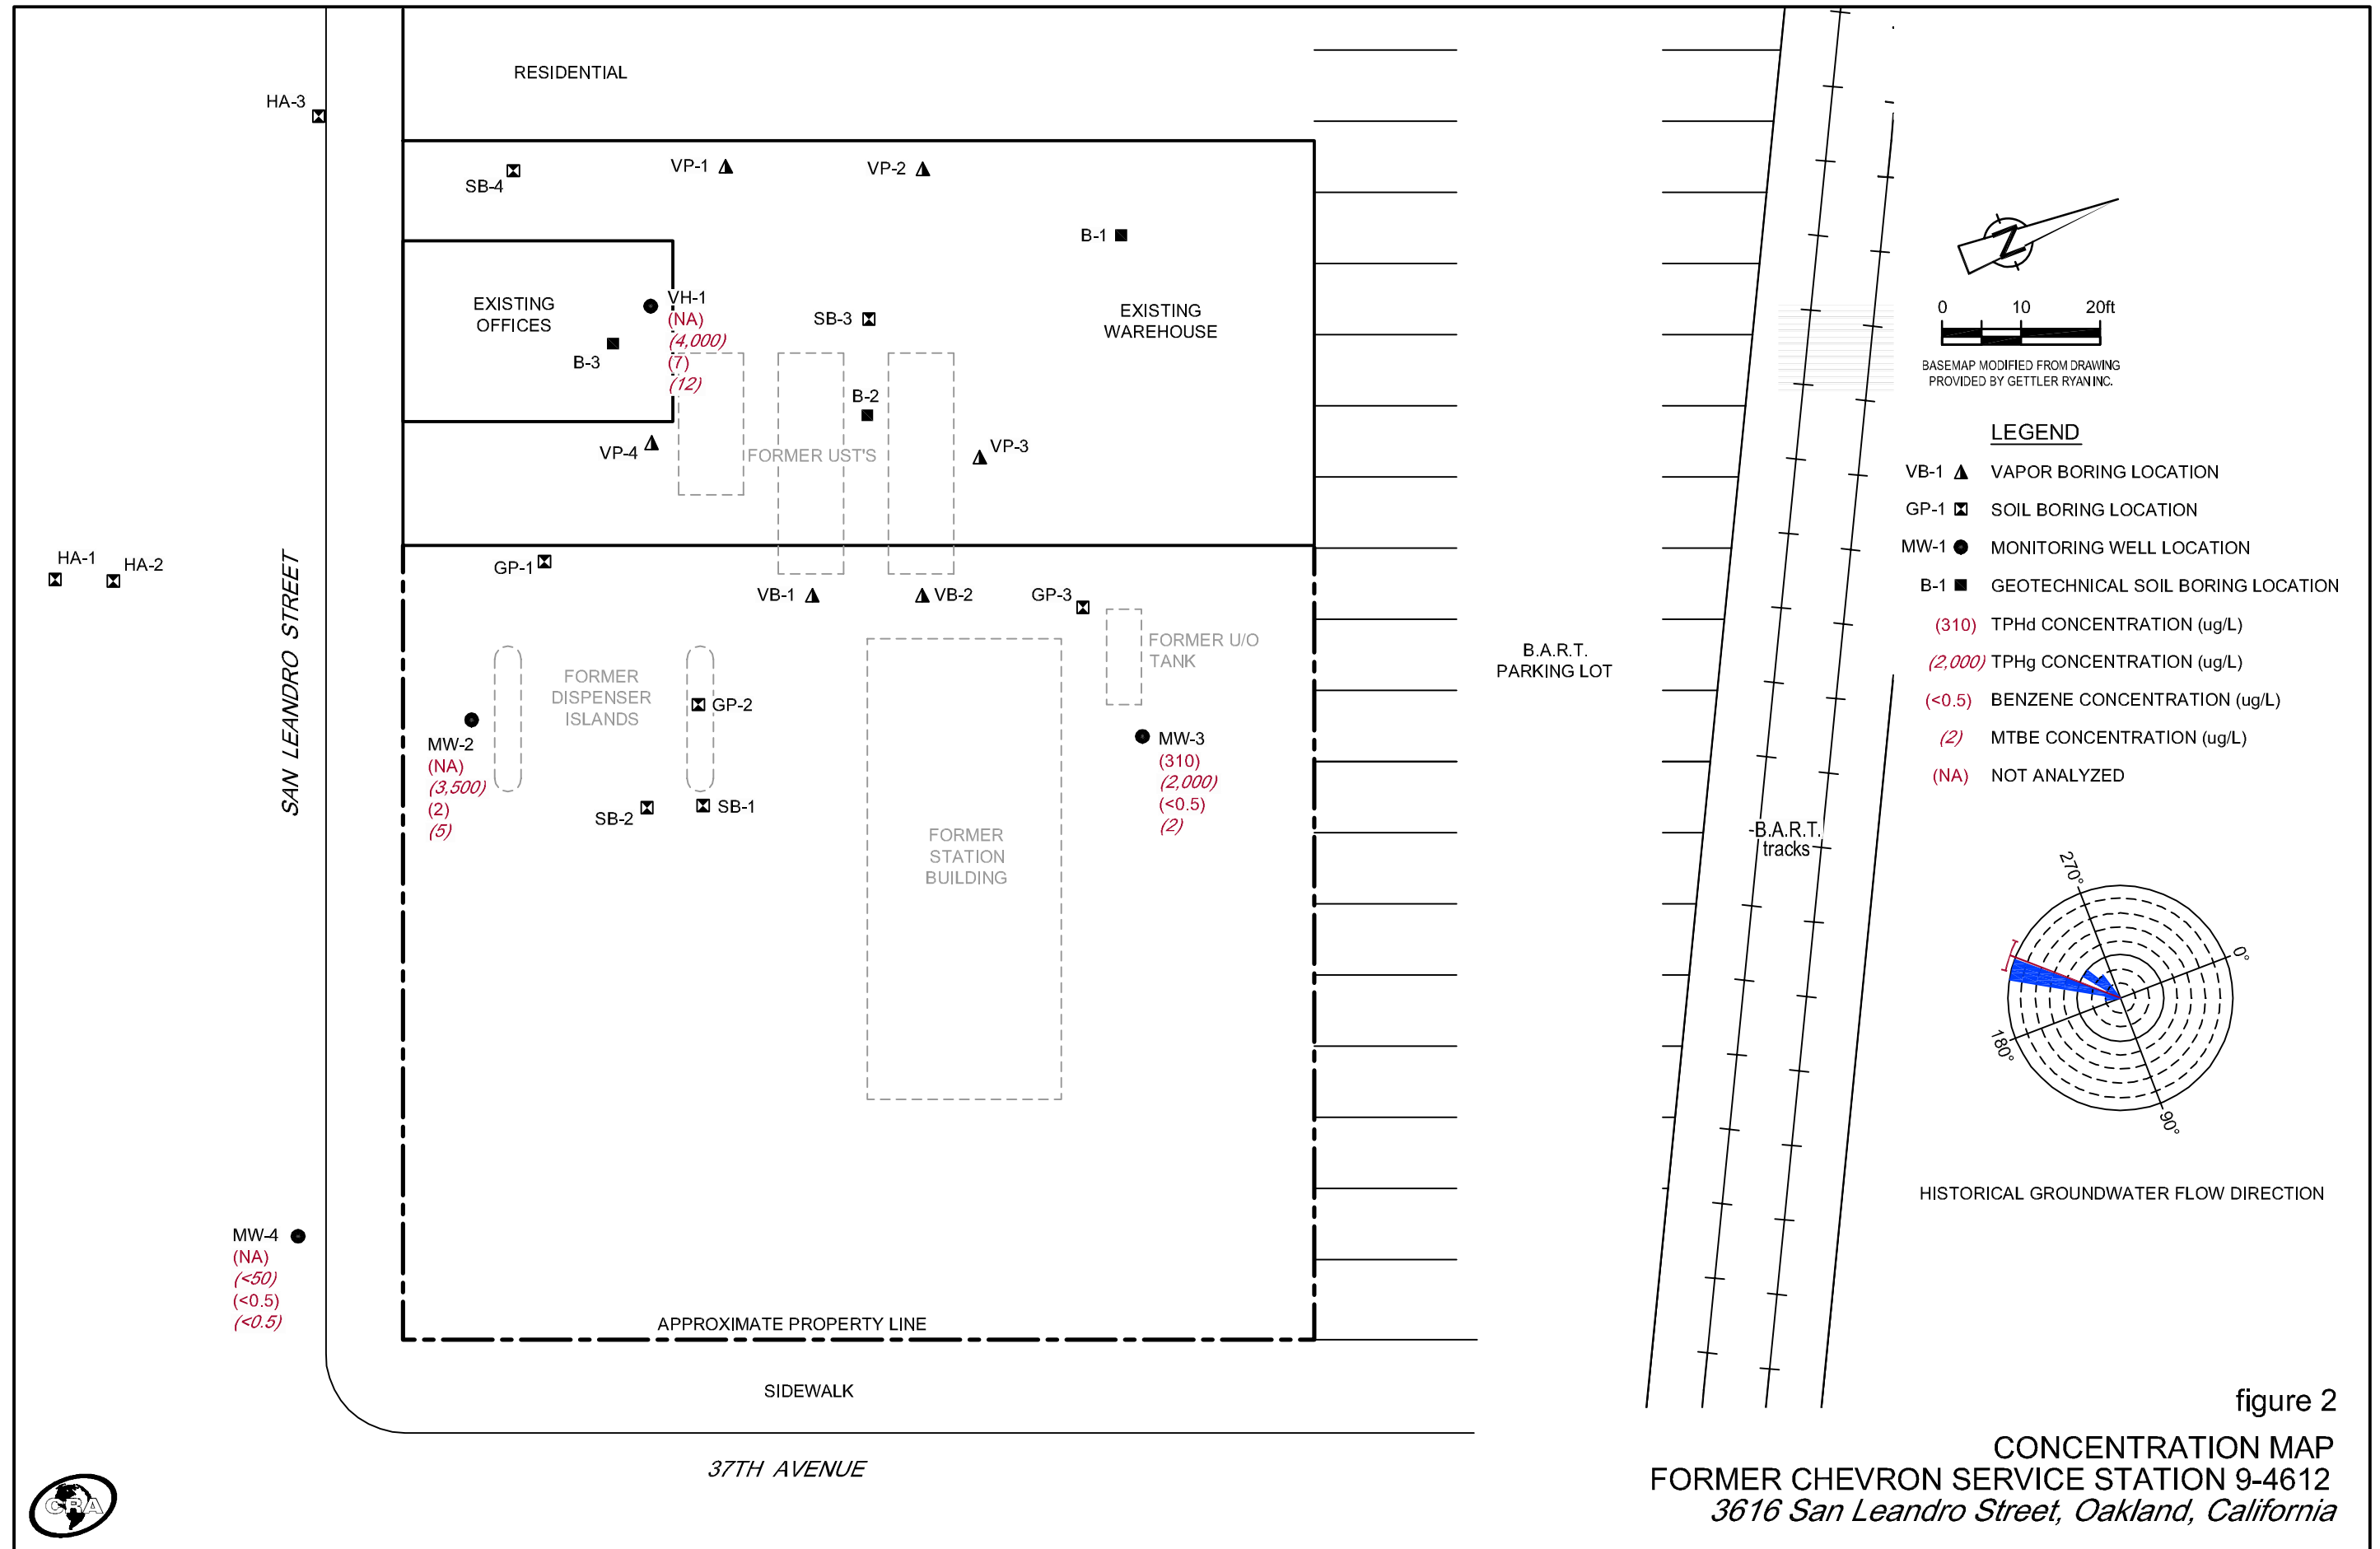 RESIDENTIAL
HA-3
SB-4
VP-1
VP-2
B-1
EXISTING
OFFICES
VH-1
(NA)
(4,000)
(7)
(12)
B-3
SB-3
EXISTING
WAREHOUSE
B-2
VP-4
FORMER UST'S
VP-3
HA-1
HA-2
SAN LEANDRO STREET
GP-1
VB-1
VB-2
GP-3
FORMER U/O
TANK
FORMER
DISPENSER
ISLANDS
GP-2
MW-2
(NA)
(3,500)
(2)
(5)
SB-2
SB-1
MW-3
(310)
(2,000)
(<0.5)
(2)
FORMER
STATION
BUILDING
B.A.R.T.
PARKING LOT
B.A.R.T.
tracks
MW-4
(NA)
(<50)
(<0.5)
(<0.5)
APPROXIMATE PROPERTY LINE
SIDEWALK
37TH AVENUE
CRA
Z
0 10 20ft
BASEMAP MODIFIED FROM DRAWING
PROVIDED BY GETTLER RYAN INC.
LEGEND
VB-1 VAPOR BORING LOCATION
GP-1 SOIL BORING LOCATION
MW-1 MONITORING WELL LOCATION
B-1 GEOTECHNICAL SOIL BORING LOCATION
(310) TPHd CONCENTRATION (ug/L)
(2,000) TPHg CONCENTRATION (ug/L)
(<0.5) BENZENE CONCENTRATION (ug/L)
(2) MTBE CONCENTRATION (ug/L)
(NA) NOT ANALYZED
270°
0°
180°
90°
HISTORICAL GROUNDWATER FLOW DIRECTION
figure 2
CONCENTRATION MAP
FORMER CHEVRON SERVICE STATION 9-4612
3616 San Leandro Street, Oakland, California